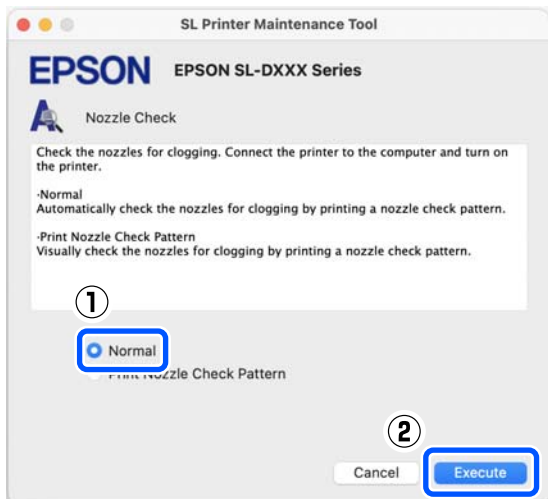 SL Printer Maintenance Tool
EPSON EPSON SL-DXXX Series
Nozzle Check
Check the nozzles for clogging. Connect the printer to the computer and turn on
the printer.
·Normal
Automatically check the nozzles for clogging by printing a nozzle check pattern.
·Print Nozzle Check Pattern
Visually check the nozzles for clogging by printing a nozzle check pattern.
①
Normal
Print Nozzle Check Pattern
②
Cancel Execute